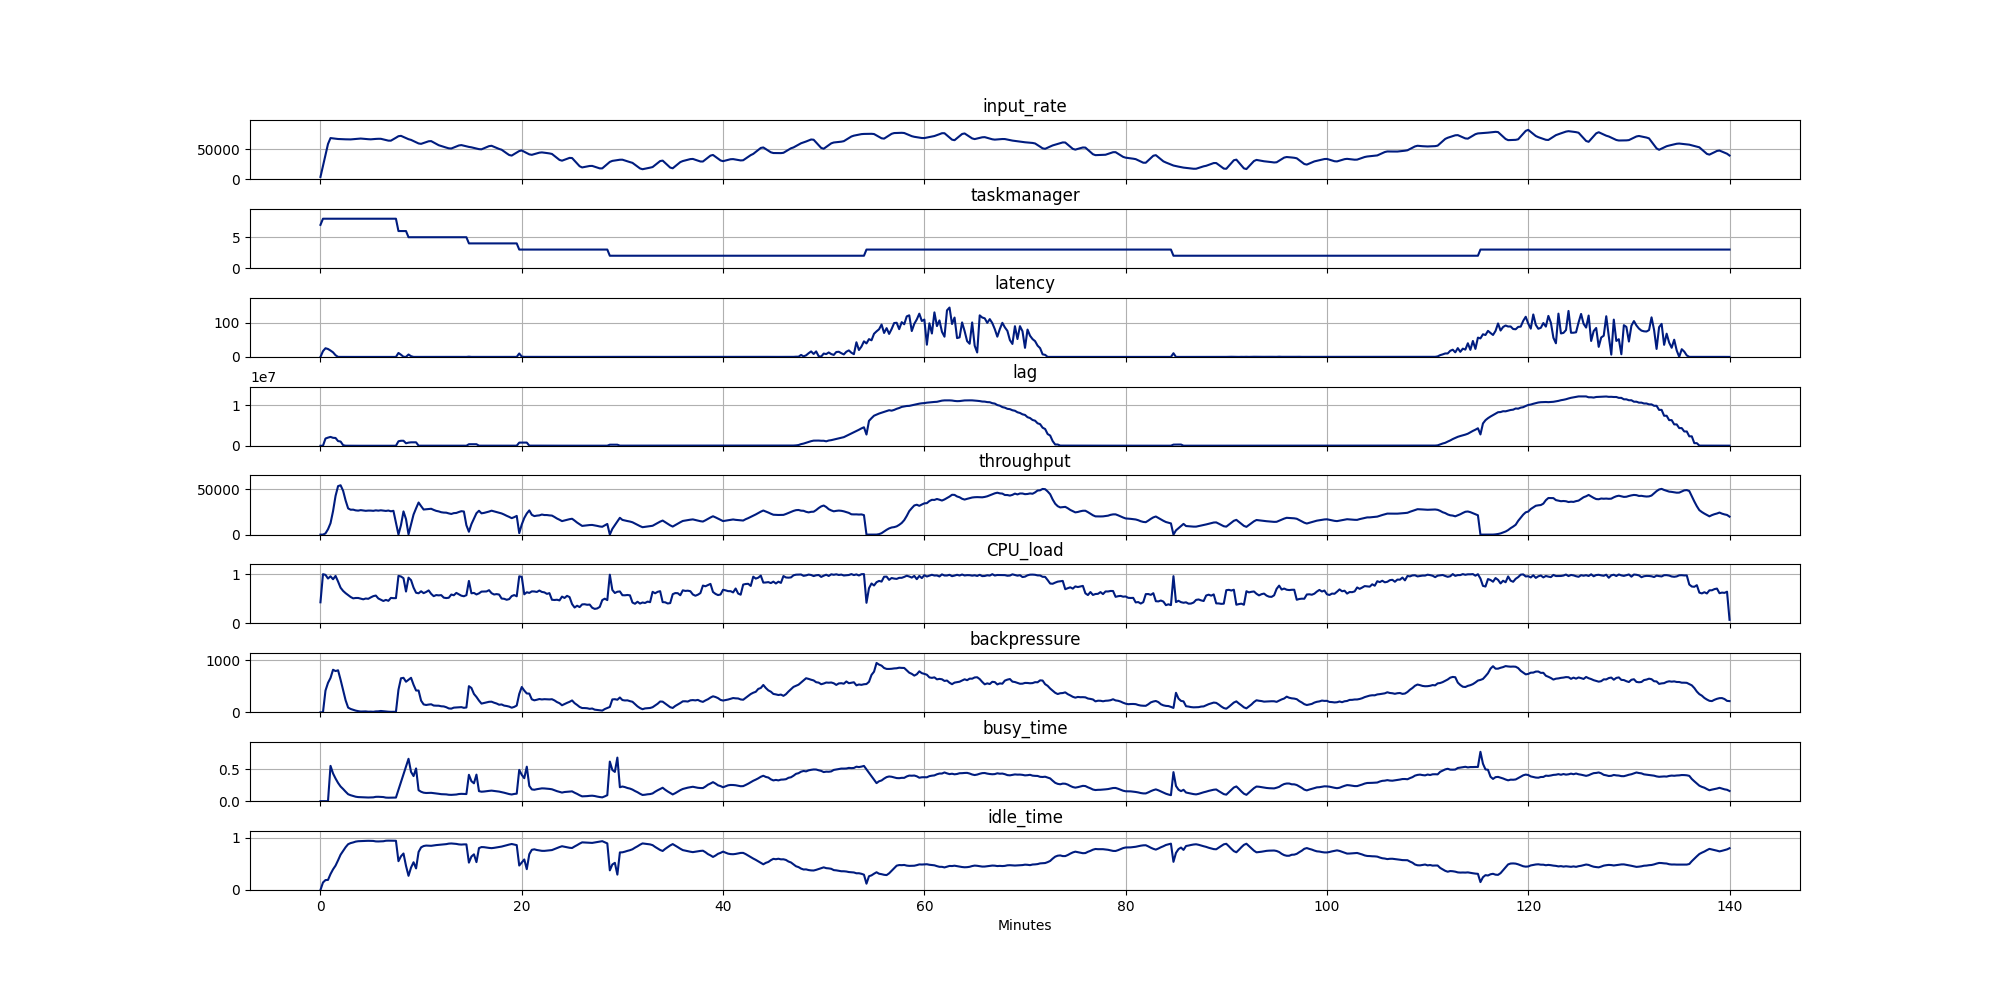 input_rate
50000
0
taskmanager
5
0
latency
100
0
1e7
lag
1
0
throughput
50000
0
CPU_load
1
0
backpressure
1000
0
busy_time
0.5
0.0
idle_time
1
0
0 20 40 60 80 100 120 140
Minutes